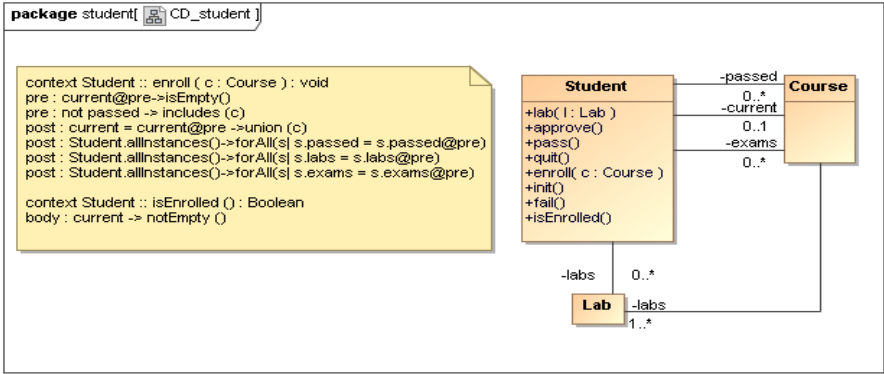 package student[ CD_student ]
context Student :: enroll ( c : Course ) : void
pre : current@pre->isEmpty()
pre : not passed -> includes (c)
post : current = current@pre ->union (c)
post : Student.allInstances()->forAll(s| s.passed = s.passed@pre)
post : Student.allInstances()->forAll(s| s.labs = s.labs@pre)
post : Student.allInstances()->forAll(s| s.exams = s.exams@pre)
context Student :: isEnrolled () : Boolean
body : current -> notEmpty ()
Student
+lab( l : Lab )
+approve()
+pass()
+quit()
+enroll( c : Course )
+init()
+fail()
+isEnrolled()
-passed
0..*
-current
0..1
-exams
0..*
Course
-labs
0..*
Lab
-labs
1..*